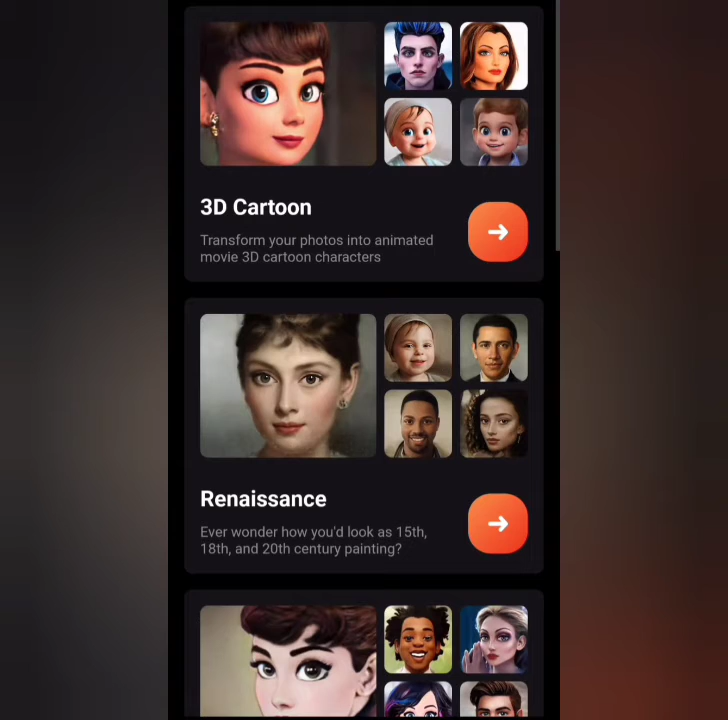 3D Cartoon
Transform your photos into animated
movie 3D cartoon characters
Renaissance
Ever wonder how you'd look as 15th,
18th, and 20th century painting?